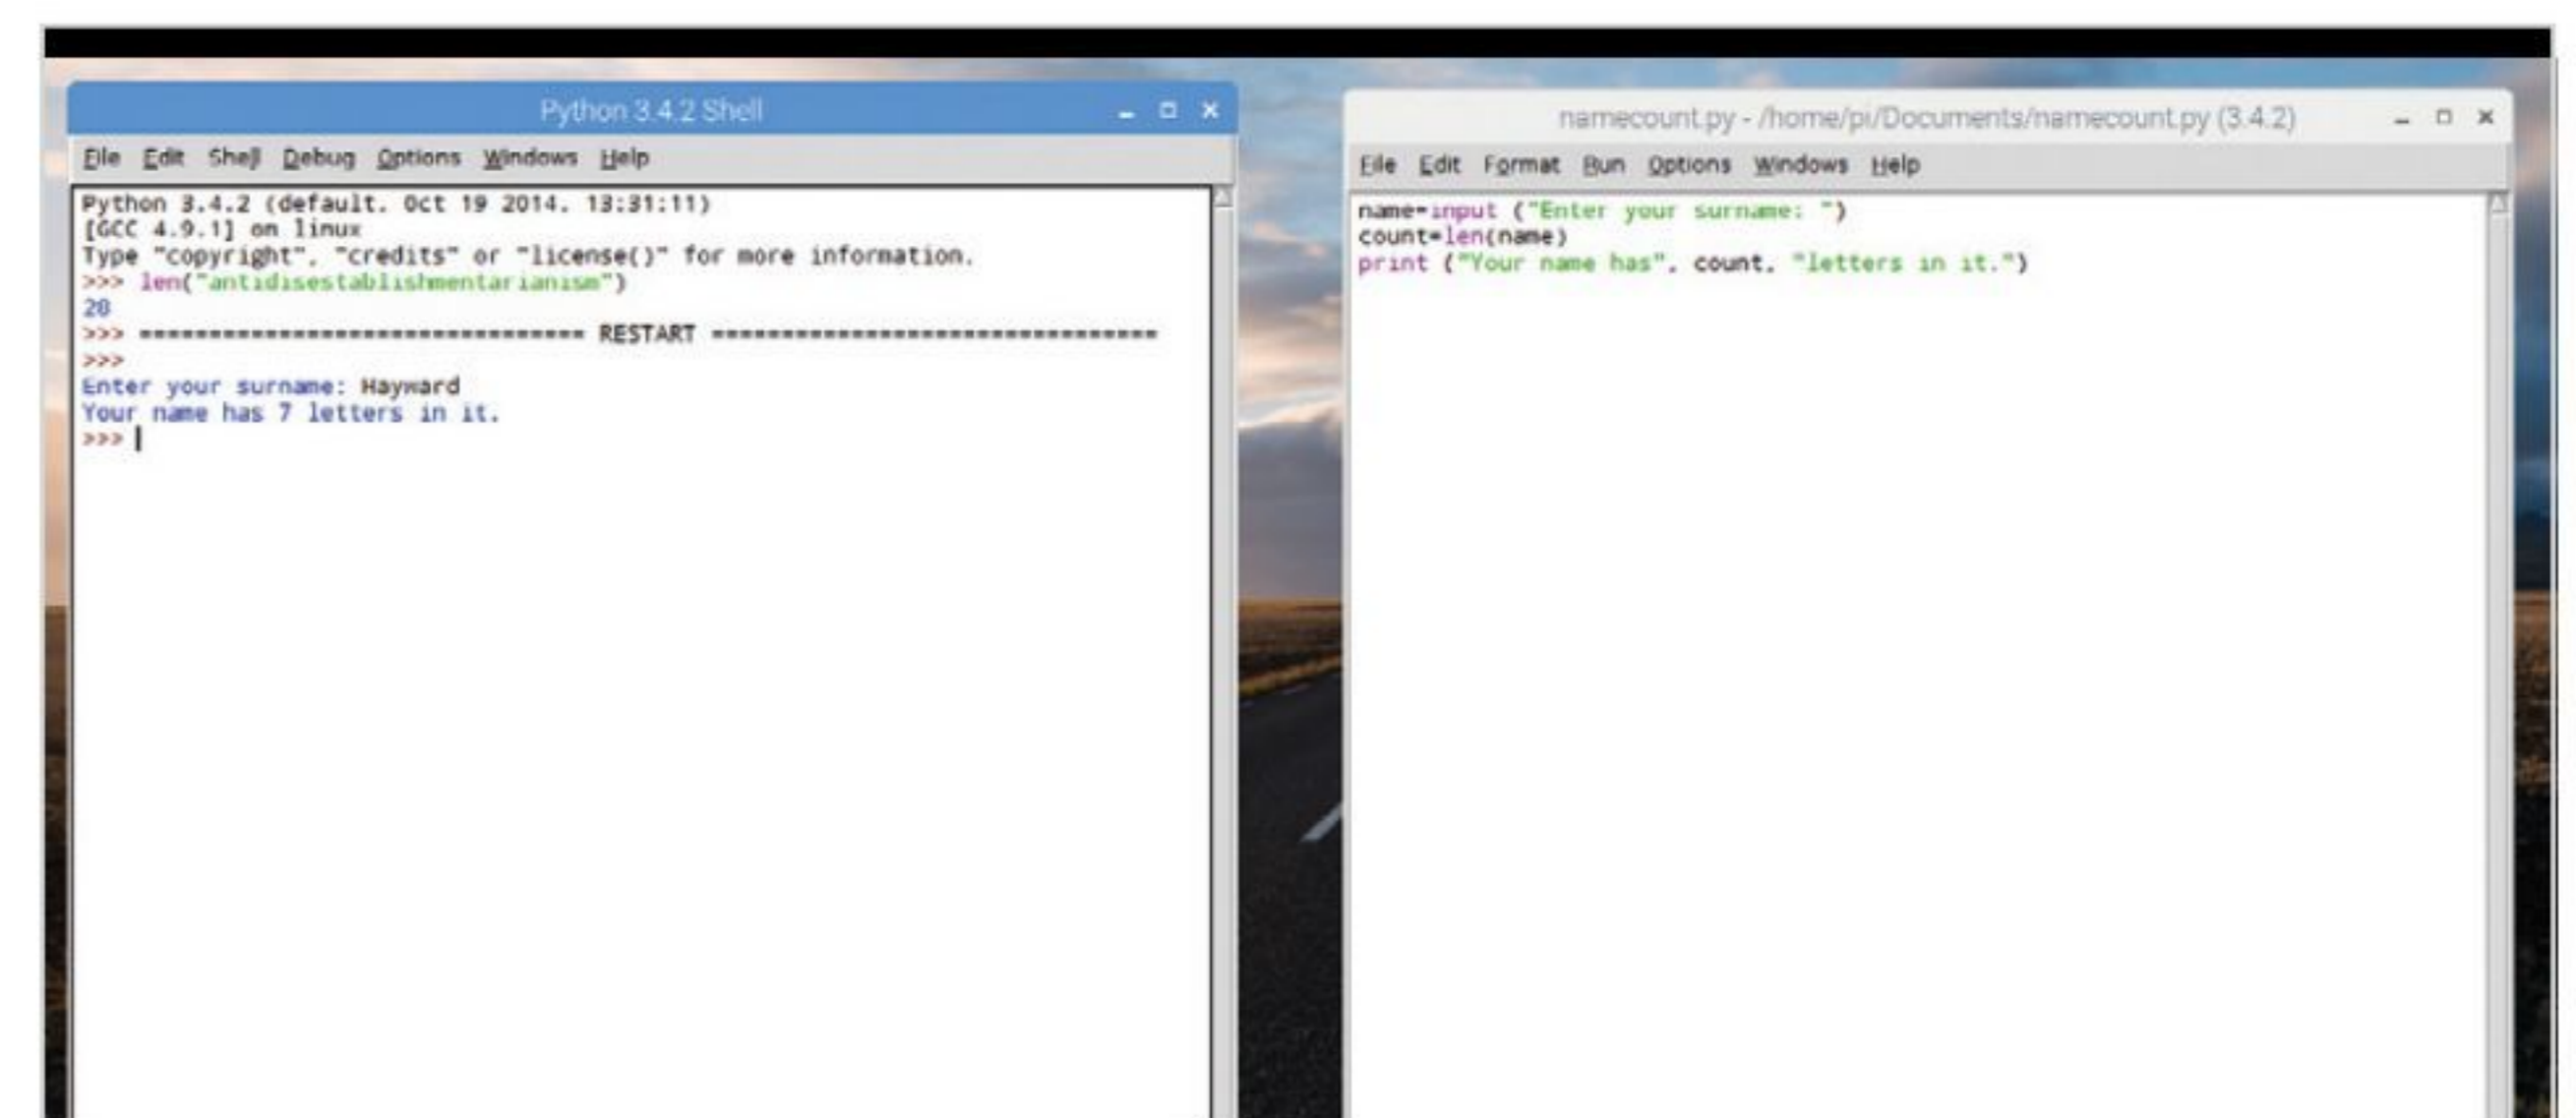 Python 3.4.2 Shell
File Edit Shell Debug Options Windows Help
Python 3.4.2 (default, Oct 19 2014, 13:31:11)
[GCC 4.9.1] on linux
Type "copyright", "credits" or "license()" for more information.
>>> len("antidisestablishmentarianism")
28
>>> ================================ RESTART ================================
>>>
Enter your surname: Hayward
Your name has 7 letters in it.
>>>
namecount.py - /home/pi/Documents/namecount.py (3.4.2)
File Edit Format Run Options Windows Help
name=input ("Enter your surname: ")
count=len(name)
print ("Your name has", count, "letters in it.")